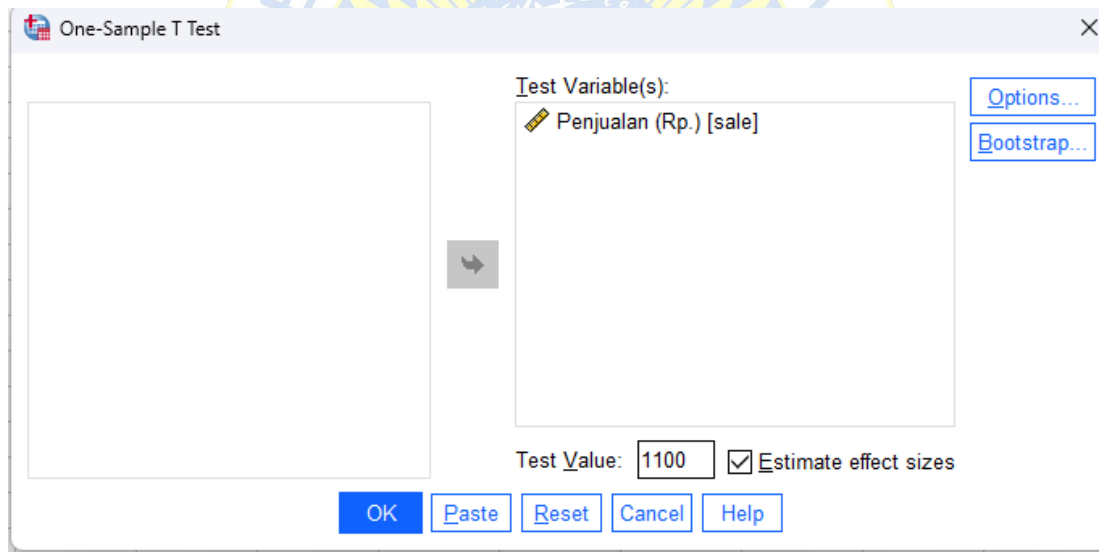 One-Sample T Test
Test Variable(s):
Penjualan (Rp.) [sale]
Options...
Bootstrap...
Test Value: 1100 Estimate effect sizes
OK Paste Reset Cancel Help